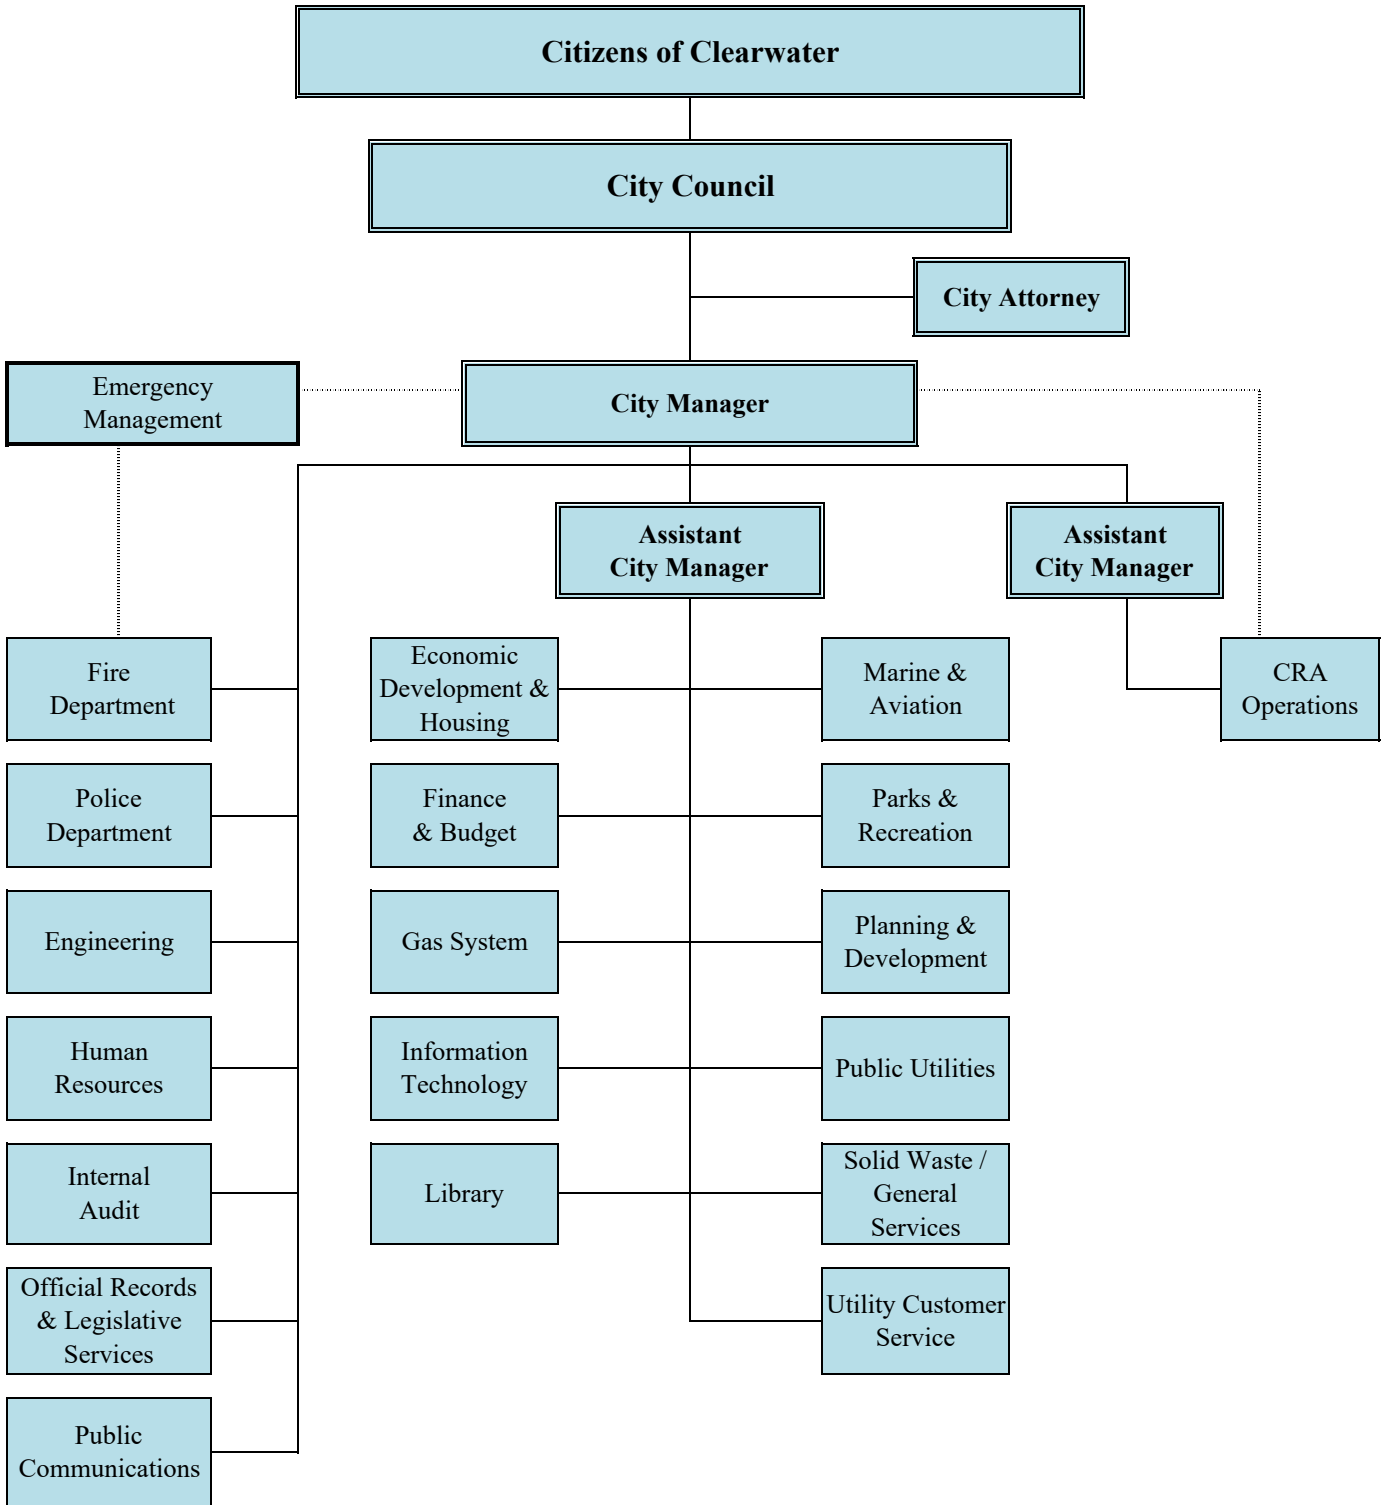 Citizens of Clearwater
City Council
City Attorney
Emergency
Management
City Manager
Assistant
City Manager
Assistant
City Manager
Fire
Department
Economic
Development &
Housing
Marine &
Aviation
CRA
Operations
Police
Department
Finance
& Budget
Parks &
Recreation
Engineering
Gas System
Planning &
Development
Human
Resources
Information
Technology
Public Utilities
Internal
Audit
Library
Solid Waste /
General
Services
Official Records
& Legislative
Services
Utility Customer
Service
Public
Communications